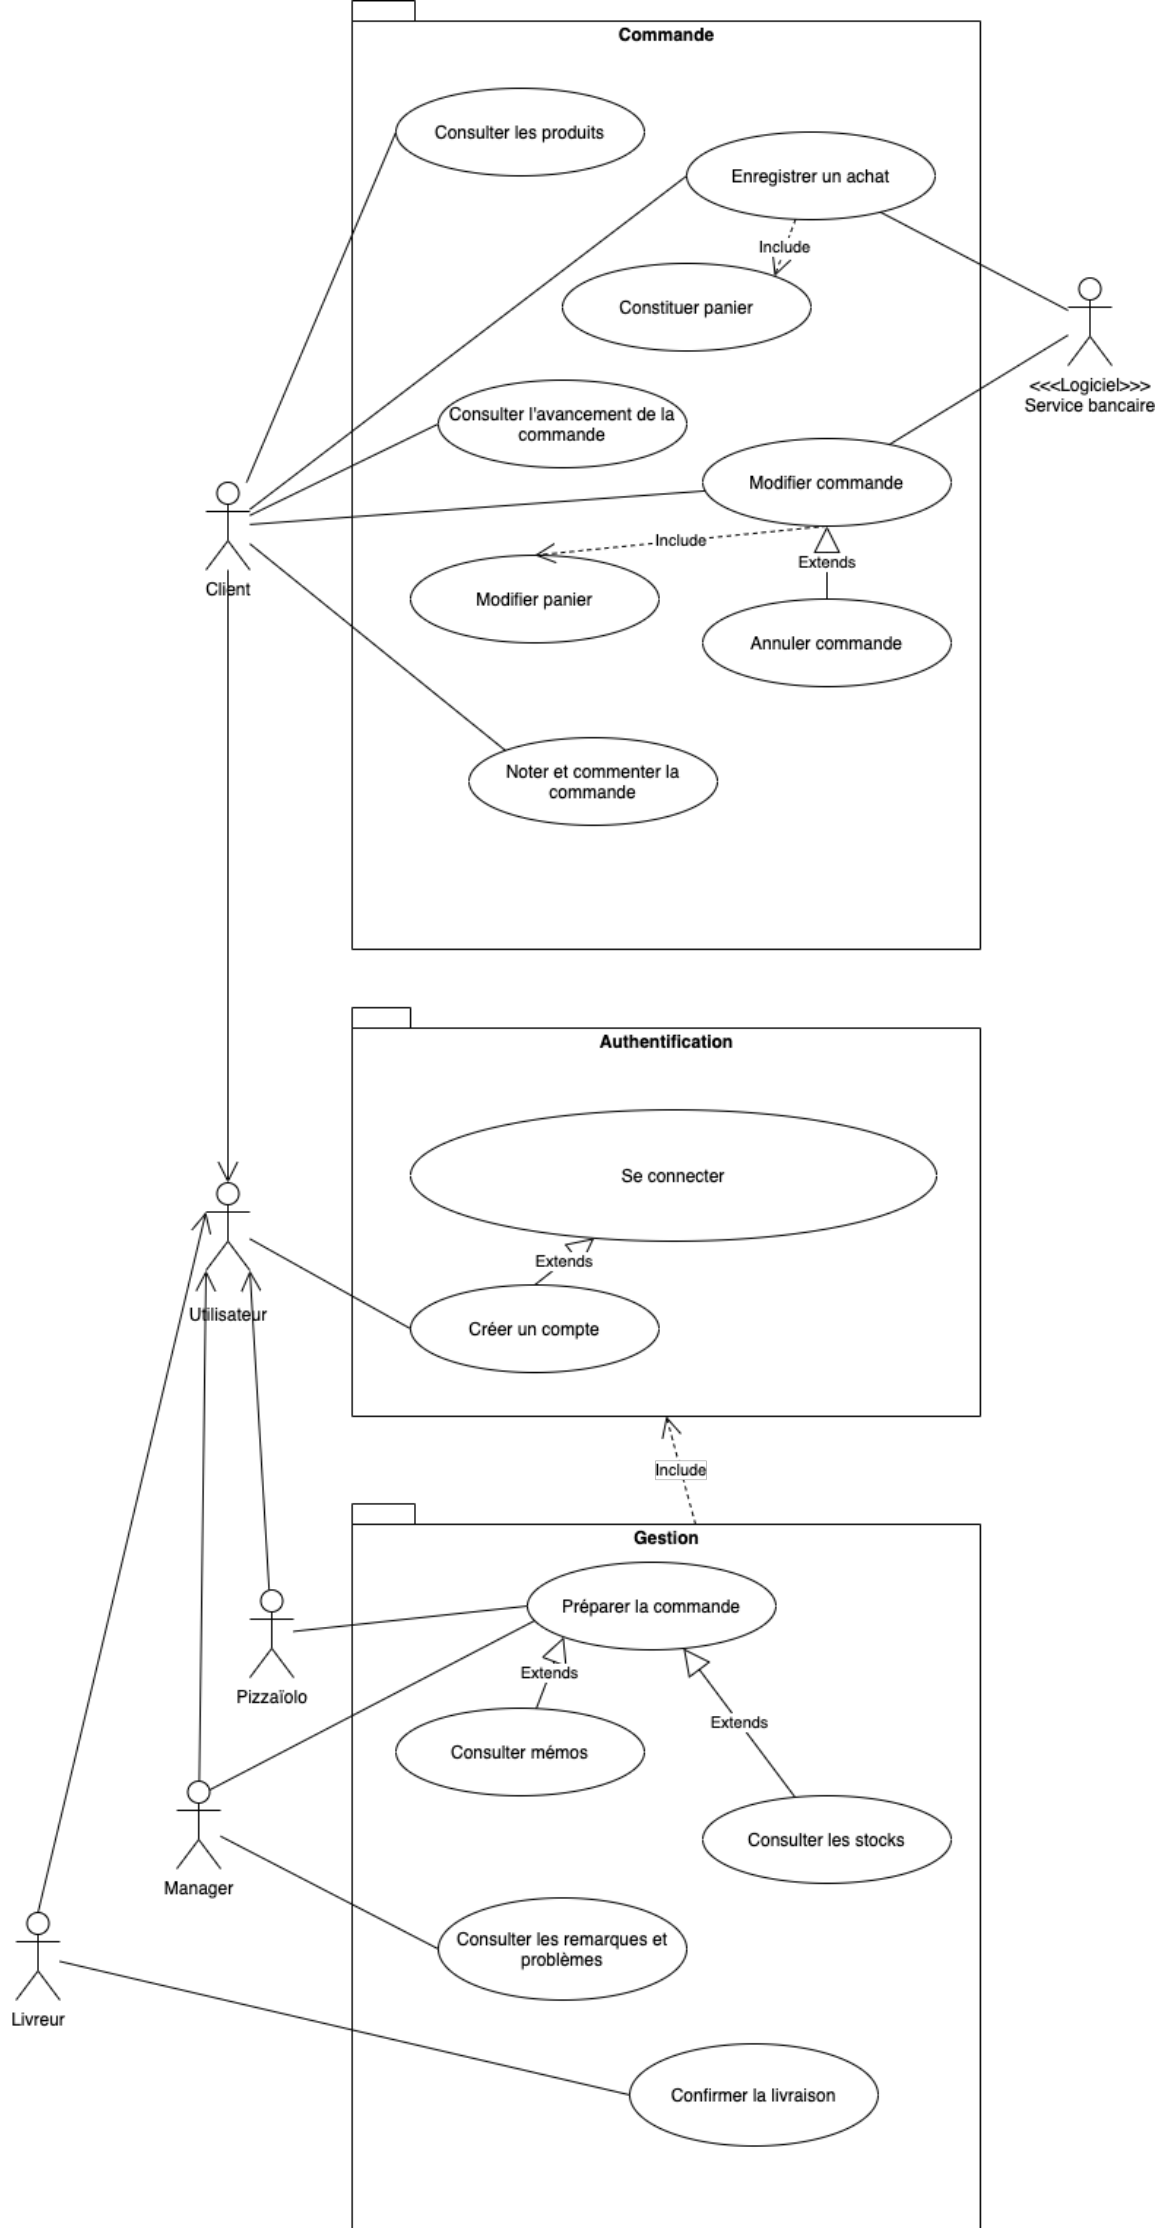 Commande
Consulter les produits
Enregistrer un achat
Include
Constituer panier
<<<Logiciel>>>
Service bancaire
Consulter l'avancement de la
commande
Modifier commande
Include
Extends
Client
Modifier panier
Annuler commande
Noter et commenter la
commande
Authentification
Se connecter
Extends
Utilisateur
Créer un compte
Include
Gestion
Préparer la commande
Extends
Pizzaïolo
Extends
Consulter mémos
Consulter les stocks
Manager
Consulter les remarques et
problèmes
Livreur
Confirmer la livraison